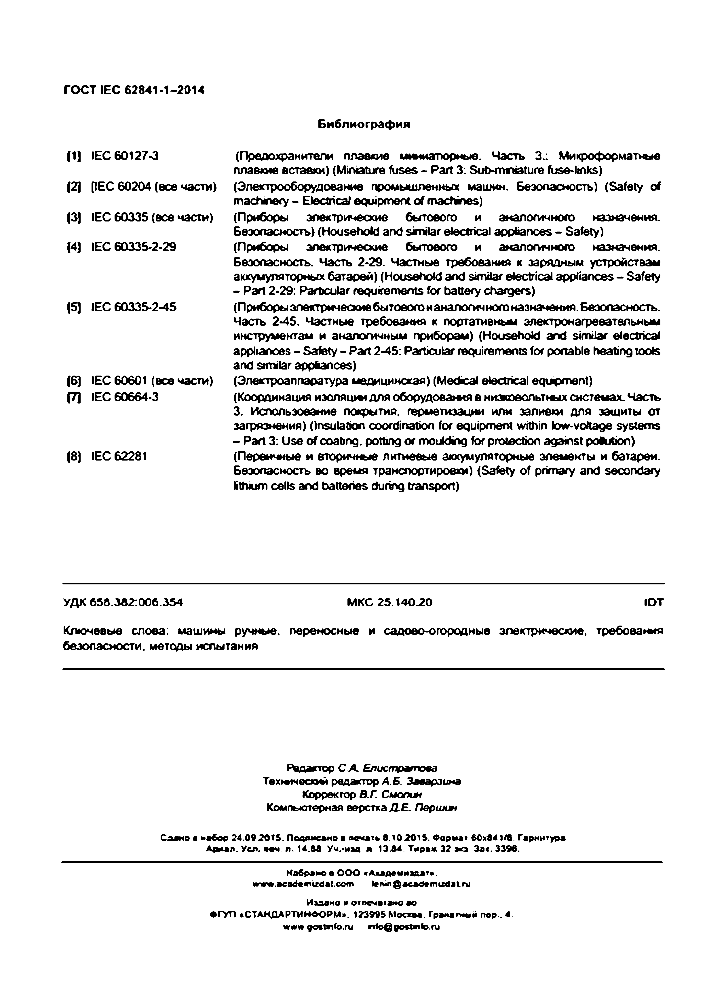 ГОСТ IEC 62841-1–2014
Библиография
[1] IEC 60127-3 (Предохранители плавкие миниатюрные. Часть 3.: Микроформатные
плавкие вставки) (Miniature fuses – Part 3: Sub-miniature fuse-links)
[2] [IEC 60204 (все части) (Электрооборудование промышленных машин. Безопасность) (Safety of
machinery – Electrical equipment of machines)
[3] IEC 60335 (все части) (Приборы электрические бытового и аналогичного назначения.
Безопасность) (Household and similar electrical appliances – Safety)
[4] IEC 60335-2-29 (Приборы электрические бытового и аналогичного назначения.
Безопасность. Часть 2-29. Частные требования к зарядным устройствам
аккумуляторных батарей) (Household and similar electrical appliances – Safety
– Part 2-29: Particular requirements for battery chargers)
[5] IEC 60335-2-45 (Приборы электрические бытового и аналогичного назначения. Безопасность.
Часть 2-45. Частные требования к портативным электронагревательным
инструментам и аналогичным приборам) (Household and similar electrical
appliances – Safety – Part 2-45: Particular requirements for portable heating tools
and similar appliances)
[6] IEC 60601 (все части) (Электроаппаратура медицинская) (Medical electrical equipment)
[7] IEC 60664-3 (Координация изоляции для оборудования в низковольтных системах. Часть
3. Использование покрытия, герметизации или заливки для защиты от
загрязнения) (Insulation coordination for equipment within low-voltage systems
– Part 3: Use of coating, potting or moulding for protection against pollution)
[8] IEC 62281 (Первичные и вторичные литиевые аккумуляторные элементы и батареи.
Безопасность во время транспортировки) (Safety of primary and secondary
lithium cells and batteries during transport)
УДК 658.382:006.354 МКС 25.140.20 IDT
Ключевые слова: машины ручные, переносные и садово-огородные электрические, требования
безопасности, методы испытания
Редактор С.А. Елистратова
Технический редактор А.Б. Заварзина
Корректор В.Г. Смолин
Компьютерная верстка Д.Е. Першин
Сдано в набор 24.09.2015. Подписано в печать 8.10.2015. Формат 60х841/8. Гарнитура
Ариал. Усл. печ. л. 14.88 Уч.-изд. л. 13,84. Тираж 32 экз. Зак. 3398.
Набрано в ООО «Академиздат».
www.academizdat.com lenin@academizdat.ru
Издано и отпечатано во
ФГУП «СТАНДАРТИНФОРМ», 123995 Москва, Гранатный пер., 4.
www.gostinfo.ru info@gostinfo.ru